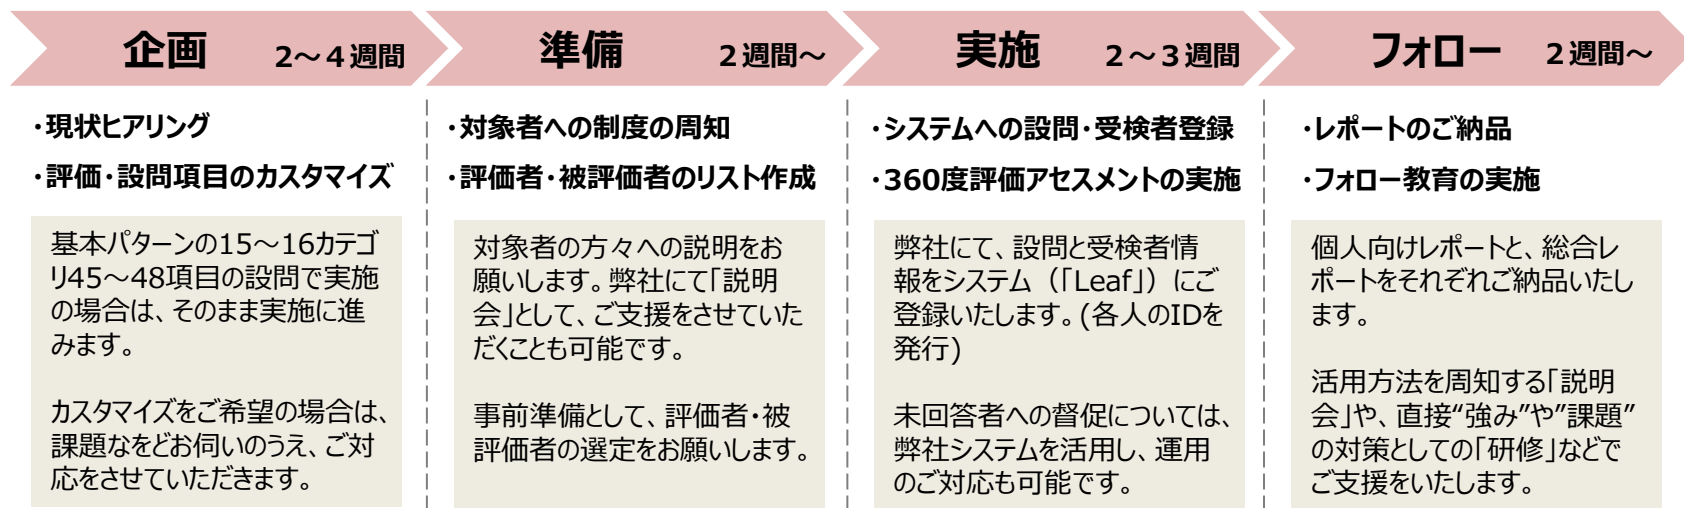 企画 2～４週間
・現状ヒアリング
・評価・設問項目のカスタマイズ
基本パターンの15～16カテゴ
リ45～48項目の設問で実施
の場合は、そのまま実施に進
みます。
カスタマイズをご希望の場合は、
課題なをどお伺いのうえ、ご対
応をさせていただきます。
準備 ２週間～
・対象者への制度の周知
・評価者・被評価者のリスト作成
対象者の方々への説明をお
願いします。弊社にて「説明
会」として、ご支援をさせていた
だくことも可能です。
事前準備として、評価者・被
評価者の選定をお願いします。
実施 ２～３週間
・システムへの設問・受検者登録
・360度評価アセスメントの実施
弊社にて、設問と受検者情
報をシステム（「Leaf」）にご
登録いたします。(各人のIDを
発行)
未回答者への督促については、
弊社システムを活用し、運用
のご対応も可能です。
フォロー ２週間～
・レポートのご納品
・フォロー教育の実施
個人向けレポートと、総合レ
ポートをそれぞれご納品いたし
ます。
活用方法を周知する「説明
会」や、直接“強み”や”課題”
の対策としての「研修」などで
ご支援をいたします。